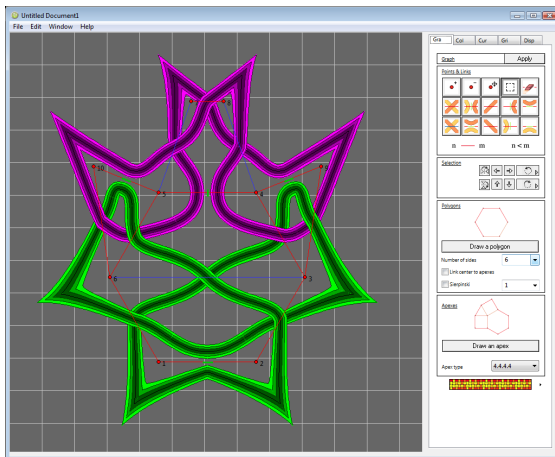 Untitled Document1
File Edit Window Help
Gra Col Cur Gri Disp
Graph Apply
Points & Links
n m n < m
Selection
Polygons
Draw a polygon
Number of sides 6
Link center to apexes
Sierpinski 1
Apexes
Draw an apex
Apex type 4.4.4.4
7 8
10 9
5 4
6 3
1 2